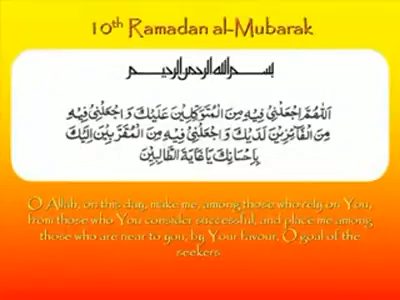 10th Ramadan al-Mubarak
بسم الله الرحمن الرحيم
اَللّهُمَّ اجْعَلْنِي فِيهِ مِنَ الْمُتَوَكِّلِينَ عَلَيْكَ وَ اجْعَلْنِي فِيهِ
مِنَ الْفَائِزِينَ لَدَيْكَ وَ اجْعَلْنِي فِيهِ مِنَ الْمُقَرَّبِينَ إِلَيْكَ
بِإِحْسَانِكَ يَا غَايَةَ الطَّالِبِينَ
O Allah, on this day, make me, among those who rely on You,
from those who You consider successful, and place me among
those who are near to you, by Your favour, O goal of the
seekers